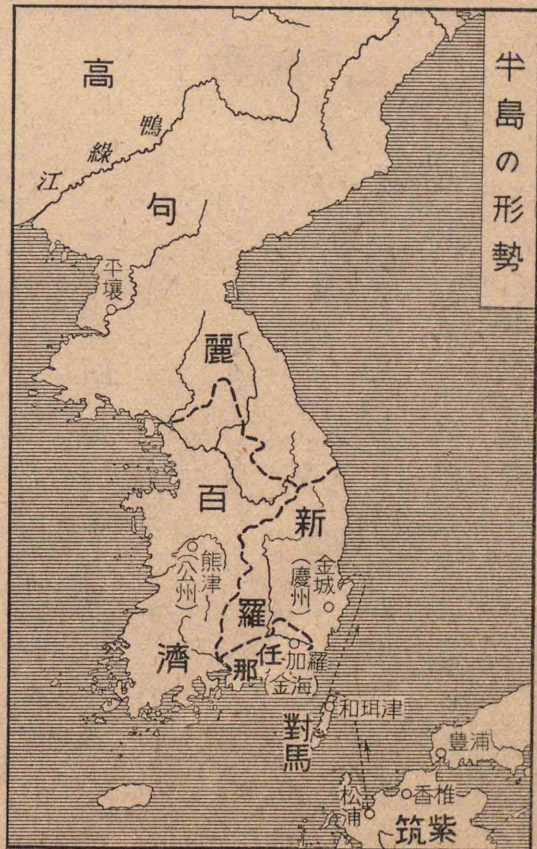 半島の形勢
高句麗
鴨綠江
平壤
百濟
新羅
熊津
(公州)
金城
(慶州)
任那
加羅
(金海)
對馬
和珥津
豊浦
香椎
松浦
筑紫